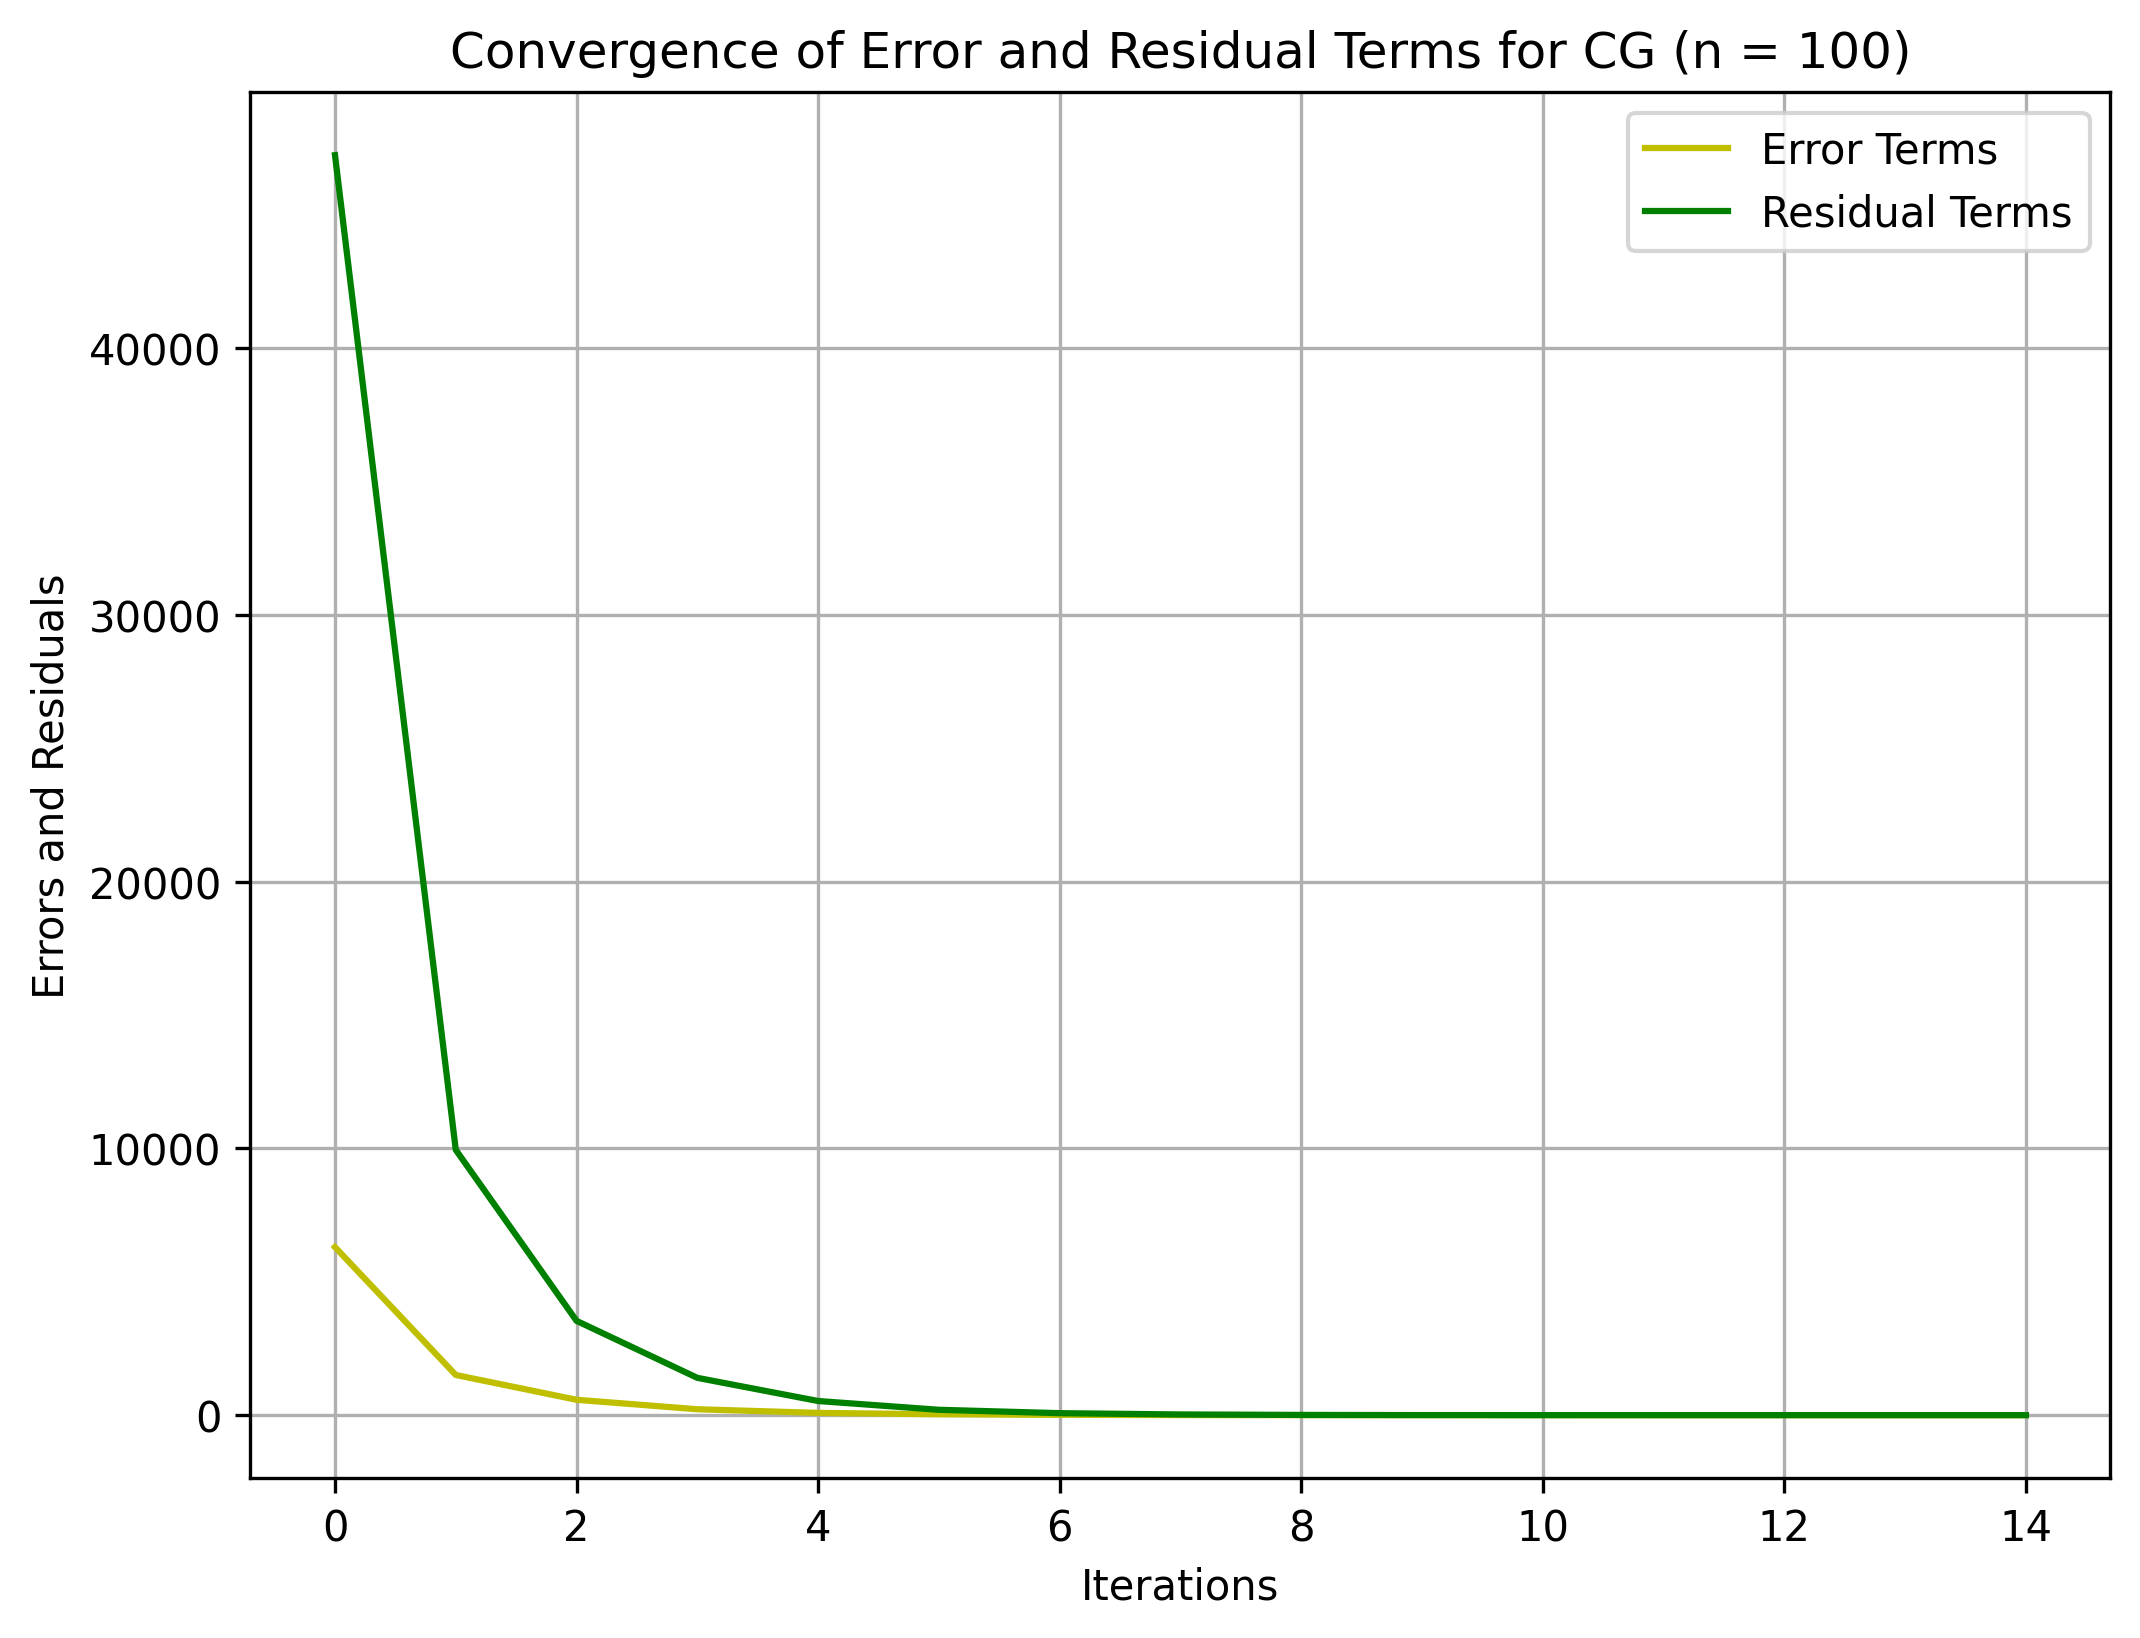 Convergence of Error and Residual Terms for CG (n = 100)
Error Terms
Residual Terms
Errors and Residuals
40000
30000
20000
10000
0
0 2 4 6 8 10 12 14
Iterations